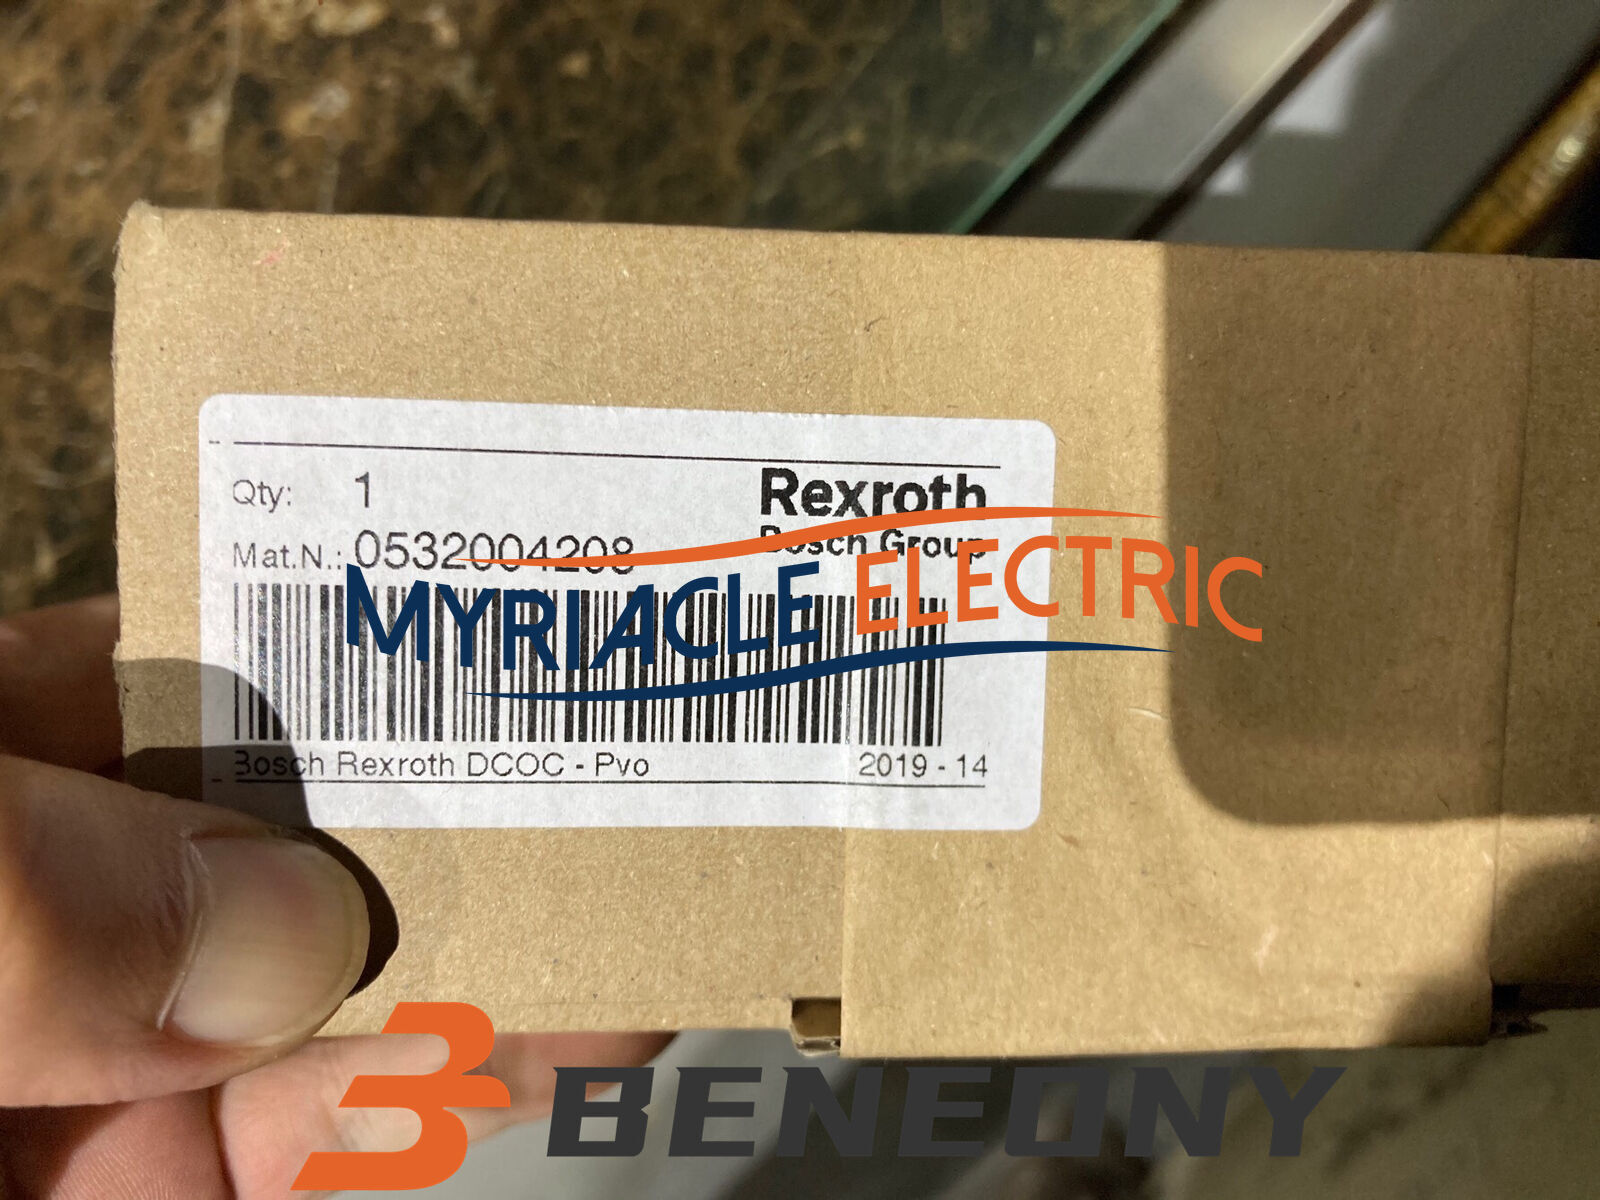 Qty: 1
Rexroth
Bosch Group
Mat.N.: 0532004208
MYRIACLE ELECTRIC
Bosch Rexroth DCOC - Pvo
2019 - 14
BENEONY